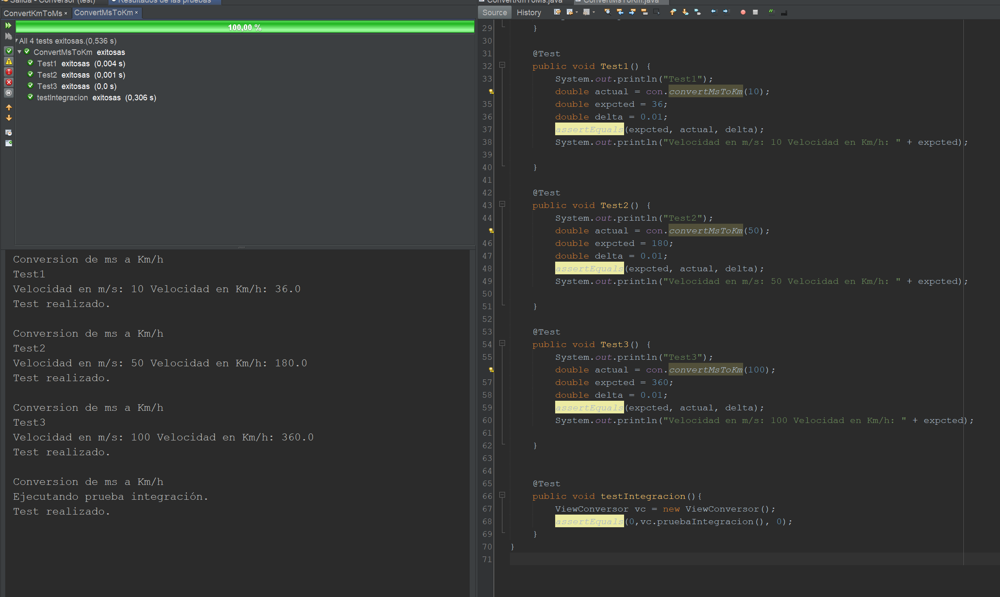 Salida - Conversor (test)
Resultados de las pruebas
ConvertKmToMs ×
ConvertMsToKm ×
100,00 %
All 4 tests exitosas.(0,536 s)
ConvertMsToKm exitosas
Test1 exitosas (0,004 s)
Test2 exitosas (0,001 s)
Test3 exitosas (0,0 s)
testIntegracion exitosas (0,306 s)
Conversion de ms a Km/h
Test1
Velocidad en m/s: 10 Velocidad en Km/h: 36.0
Test realizado.
Conversion de ms a Km/h
Test2
Velocidad en m/s: 50 Velocidad en Km/h: 180.0
Test realizado.
Conversion de ms a Km/h
Test3
Velocidad en m/s: 100 Velocidad en Km/h: 360.0
Test realizado.
Conversion de ms a Km/h
Ejecutando prueba integración.
Test realizado.
ConvertKmToMs.java
ConvertMsToKm.java
Source History
29 }
30
31 @Test
32 public void Test1() {
33 System.out.println("Test1");
double actual = con.convertMsToKm(10);
35 double expcted = 36;
36 double delta = 0.01;
37 assertEquals(expcted, actual, delta);
38 System.out.println("Velocidad en m/s: 10 Velocidad en Km/h: " + expcted);
39
40 }
41
42 @Test
43 public void Test2() {
44 System.out.println("Test2");
double actual = con.convertMsToKm(50);
46 double expcted = 180;
47 double delta = 0.01;
48 assertEquals(expcted, actual, delta);
49 System.out.println("Velocidad en m/s: 50 Velocidad en Km/h: " + expcted);
50
51 }
52
53 @Test
54 public void Test3() {
55 System.out.println("Test3");
double actual = con.convertMsToKm(100);
57 double expcted = 360;
58 double delta = 0.01;
59 assertEquals(expcted, actual, delta);
60 System.out.println("Velocidad en m/s: 100 Velocidad en Km/h: " + expcted);
61
62 }
63
64
65 @Test
66 public void testIntegracion(){
67 ViewConversor vc = new ViewConversor();
68 assertEquals(0,vc.pruebaIntegracion(), 0);
69 }
70 }
71